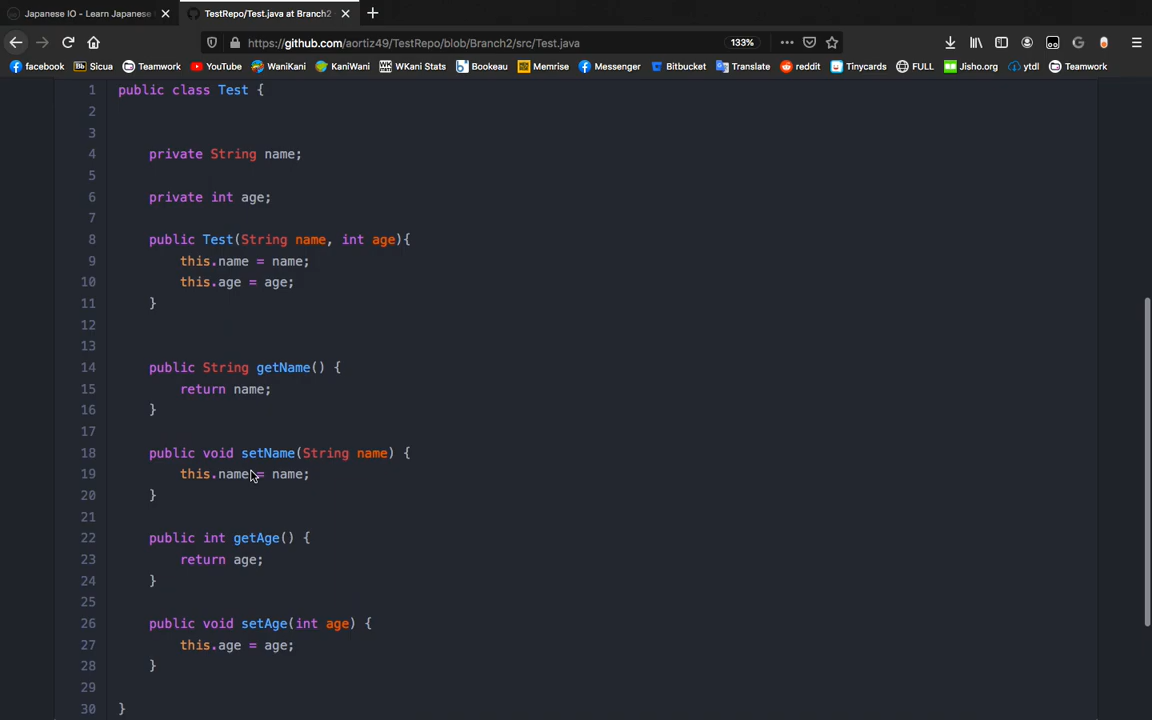 Japanese IO - Learn Japanese
TestRepo/Test.java at Branch2
https://github.com/aortiz49/TestRepo/blob/Branch2/src/Test.java
133%
facebook Sicua Teamwork YouTube WaniKani KaniWani WKani Stats Bookeau Memrise Messenger Bitbucket Translate reddit Tinycards FULL Jisho.org ytdl Teamwork
1 public class Test {
2
3
4 private String name;
5
6 private int age;
7
8 public Test(String name, int age){
9 this.name = name;
10 this.age = age;
11 }
12
13
14 public String getName() {
15 return name;
16 }
17
18 public void setName(String name) {
19 this.name = name;
20 }
21
22 public int getAge() {
23 return age;
24 }
25
26 public void setAge(int age) {
27 this.age = age;
28 }
29
30 }